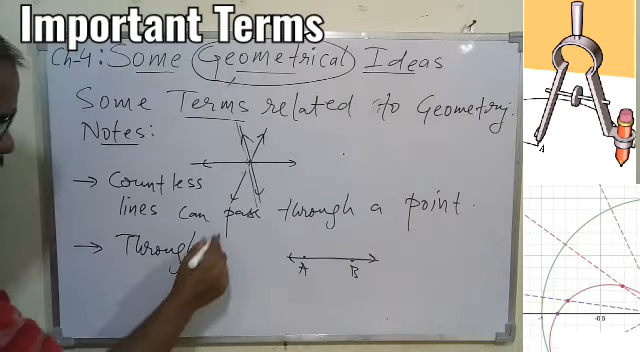 Important Terms
Ch-4: Some Geometrical Ideas
Some Terms related to Geometry.
Notes:
→ Countless
lines can pass through a point.
→ Through
A B
A
-0.5